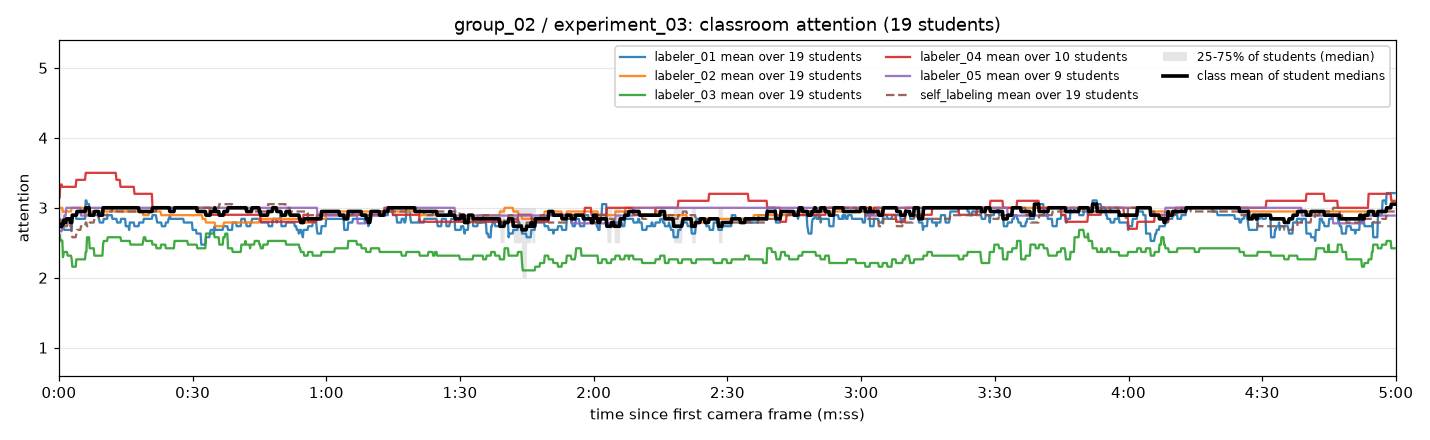 group_02 / experiment_03: classroom attention (19 students)
labeler_01 mean over 19 students
labeler_02 mean over 19 students
labeler_03 mean over 19 students
labeler_04 mean over 10 students
labeler_05 mean over 9 students
self_labeling mean over 19 students
25-75% of students (median)
class mean of student medians
attention
5
4
3
2
1
0:00 0:30 1:00 1:30 2:00 2:30 3:00 3:30 4:00 4:30 5:00
time since first camera frame (m:ss)